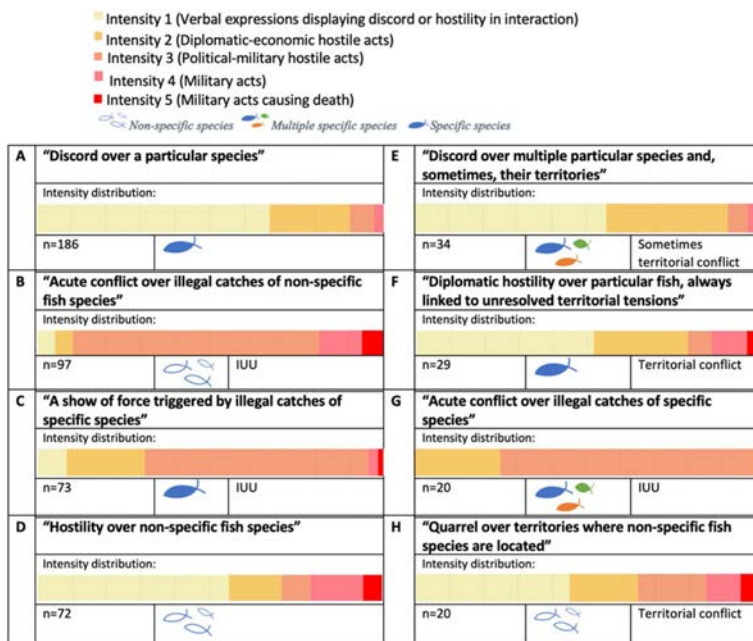 Intensity 1 (Verbal expressions displaying discord or hostility in interaction)
Intensity 2 (Diplomatic-economic hostile acts)
Intensity 3 (Political-military hostile acts)
Intensity 4 (Military acts)
Intensity 5 (Military acts causing death)
Non-specific species Multiple specific species Specific species
A "Discord over a particular species"
Intensity distribution:
n=186
B "Acute conflict over illegal catches of non-specific
fish species"
Intensity distribution:
n=97 IUU
C "A show of force triggered by illegal catches of
specific species"
Intensity distribution:
n=73 IUU
D "Hostility over non-specific fish species"
Intensity distribution:
n=72
E "Discord over multiple particular species and,
sometimes, their territories"
Intensity distribution:
n=34 Sometimes
territorial conflict
F "Diplomatic hostility over particular fish, always
linked to unresolved territorial tensions"
Intensity distribution:
n=29 Territorial conflict
G "Acute conflict over illegal catches of specific
species"
Intensity distribution:
n=20 IUU
H "Quarrel over territories where non-specific fish
species are located"
Intensity distribution:
n=20 Territorial conflict